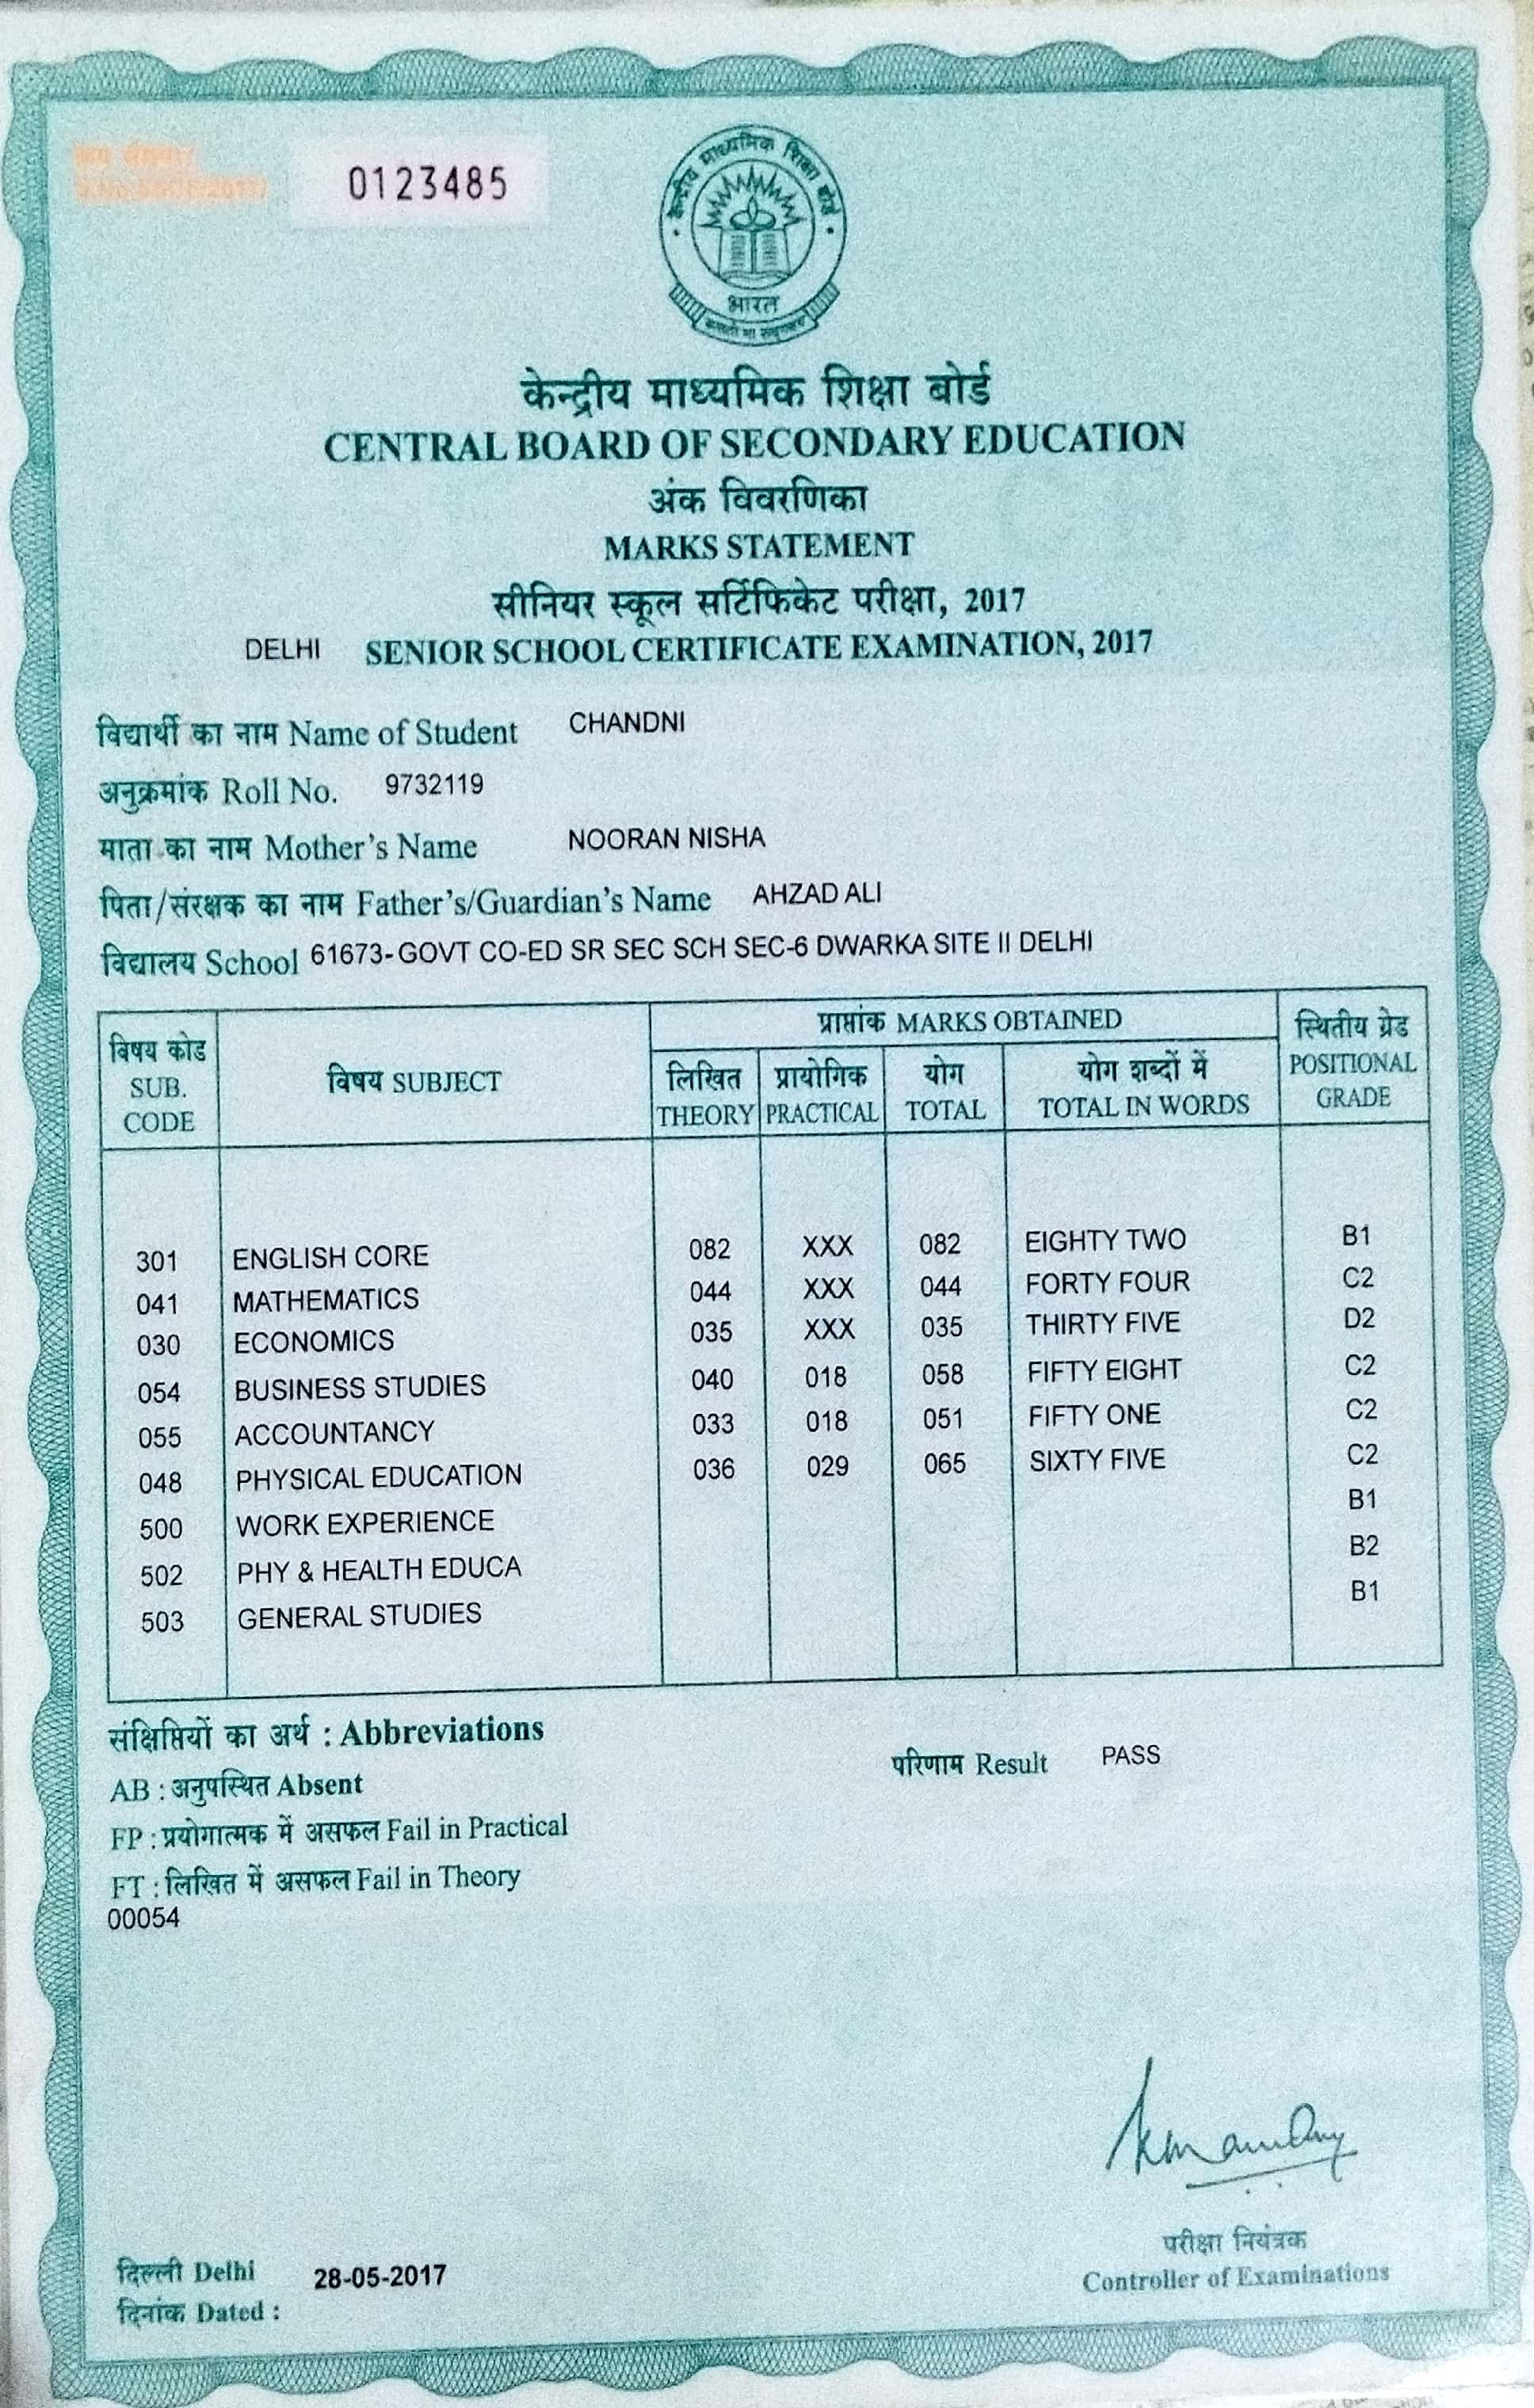 0123485
केन्द्रीय माध्यमिक शिक्षा बोर्ड
भारत
केन्द्रीय माध्यमिक शिक्षा बोर्ड
CENTRAL BOARD OF SECONDARY EDUCATION
अंक विवरणिका
MARKS STATEMENT
सीनियर स्कूल सर्टिफिकेट परीक्षा, 2017
DELHI SENIOR SCHOOL CERTIFICATE EXAMINATION, 2017
विद्यार्थी का नाम Name of Student CHANDNI
अनुक्रमांक Roll No. 9732119
माता का नाम Mother's Name NOORAN NISHA
पिता/संरक्षक का नाम Father's/Guardian's Name AHZAD ALI
विद्यालय School 61673-GOVT CO-ED SR SEC SCH SEC-6 DWARKA SITE II DELHI
विषय कोड SUB. CODE विषय SUBJECT प्राप्तांक MARKS OBTAINED स्थितीय ग्रेड POSITIONAL GRADE
लिखित THEORY प्रायोगिक PRACTICAL योग TOTAL योग शब्दों में TOTAL IN WORDS
301 ENGLISH CORE 082 XXX 082 EIGHTY TWO B1
041 MATHEMATICS 044 XXX 044 FORTY FOUR C2
030 ECONOMICS 035 XXX 035 THIRTY FIVE D2
054 BUSINESS STUDIES 040 018 058 FIFTY EIGHT C2
055 ACCOUNTANCY 033 018 051 FIFTY ONE C2
048 PHYSICAL EDUCATION 036 029 065 SIXTY FIVE C2
500 WORK EXPERIENCE B1
502 PHY & HEALTH EDUCA B2
503 GENERAL STUDIES B1
संक्षिप्तियों का अर्थ : Abbreviations
परिणाम Result PASS
AB : अनुपस्थित Absent
FP : प्रयोगात्मक में असफल Fail in Practical
FT : लिखित में असफल Fail in Theory
00054
परीक्षा नियंत्रक
Controller of Examinations
दिल्ली Delhi 28-05-2017
दिनांक Dated :